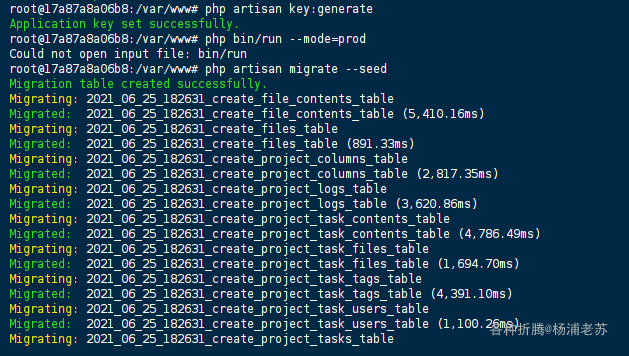 root@17a87a8a06b8:/var/www# php artisan key:generate
Application key set successfully.
root@17a87a8a06b8:/var/www# php bin/run --mode=prod
Could not open input file: bin/run
root@17a87a8a06b8:/var/www# php artisan migrate --seed
Migration table created successfully.
Migrating: 2021_06_25_182631_create_file_contents_table
Migrated:  2021_06_25_182631_create_file_contents_table (5,410.16ms)
Migrating: 2021_06_25_182631_create_files_table
Migrated:  2021_06_25_182631_create_files_table (891.33ms)
Migrating: 2021_06_25_182631_create_project_columns_table
Migrated:  2021_06_25_182631_create_project_columns_table (2,817.35ms)
Migrating: 2021_06_25_182631_create_project_logs_table
Migrated:  2021_06_25_182631_create_project_logs_table (3,620.86ms)
Migrating: 2021_06_25_182631_create_project_task_contents_table
Migrated:  2021_06_25_182631_create_project_task_contents_table (4,786.49ms)
Migrating: 2021_06_25_182631_create_project_task_files_table
Migrated:  2021_06_25_182631_create_project_task_files_table (1,694.70ms)
Migrating: 2021_06_25_182631_create_project_task_tags_table
Migrated:  2021_06_25_182631_create_project_task_tags_table (4,391.10ms)
Migrating: 2021_06_25_182631_create_project_task_users_table
Migrated:  2021_06_25_182631_create_project_task_users_table (1,100.26ms)
Migrating: 2021_06_25_182631_create_project_tasks_table
各种折腾@杨浦老苏